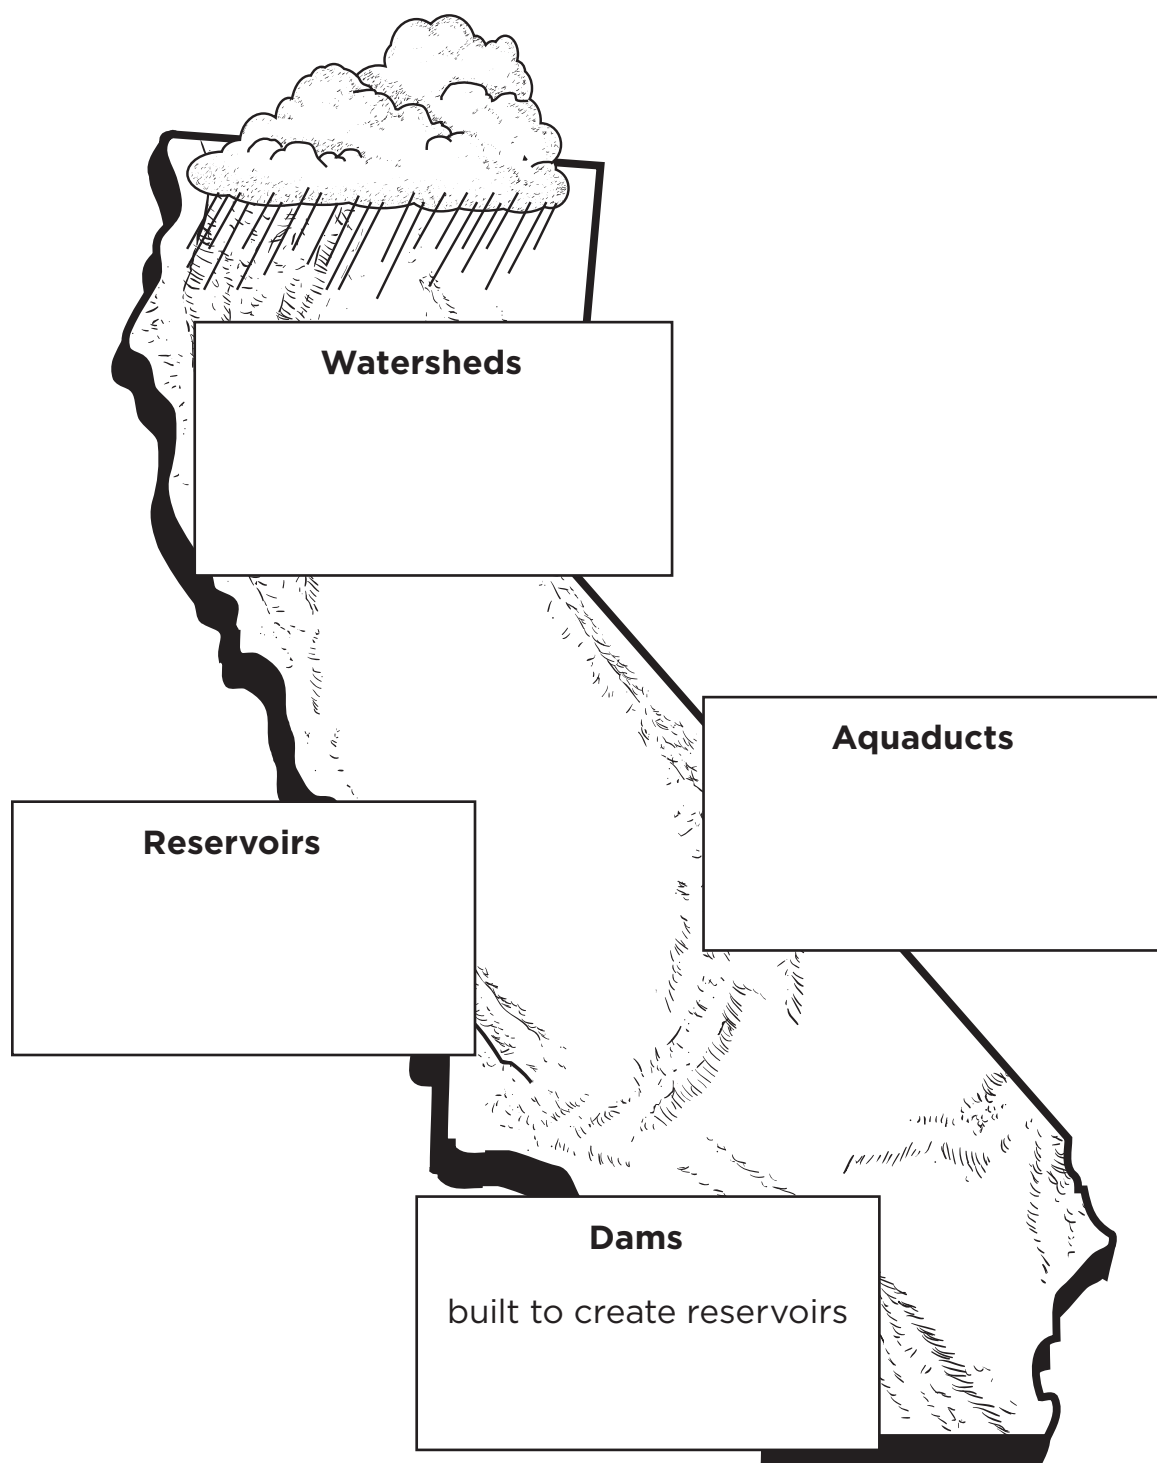 Watersheds
Aquaducts
Reservoirs
Dams
built to create reservoirs